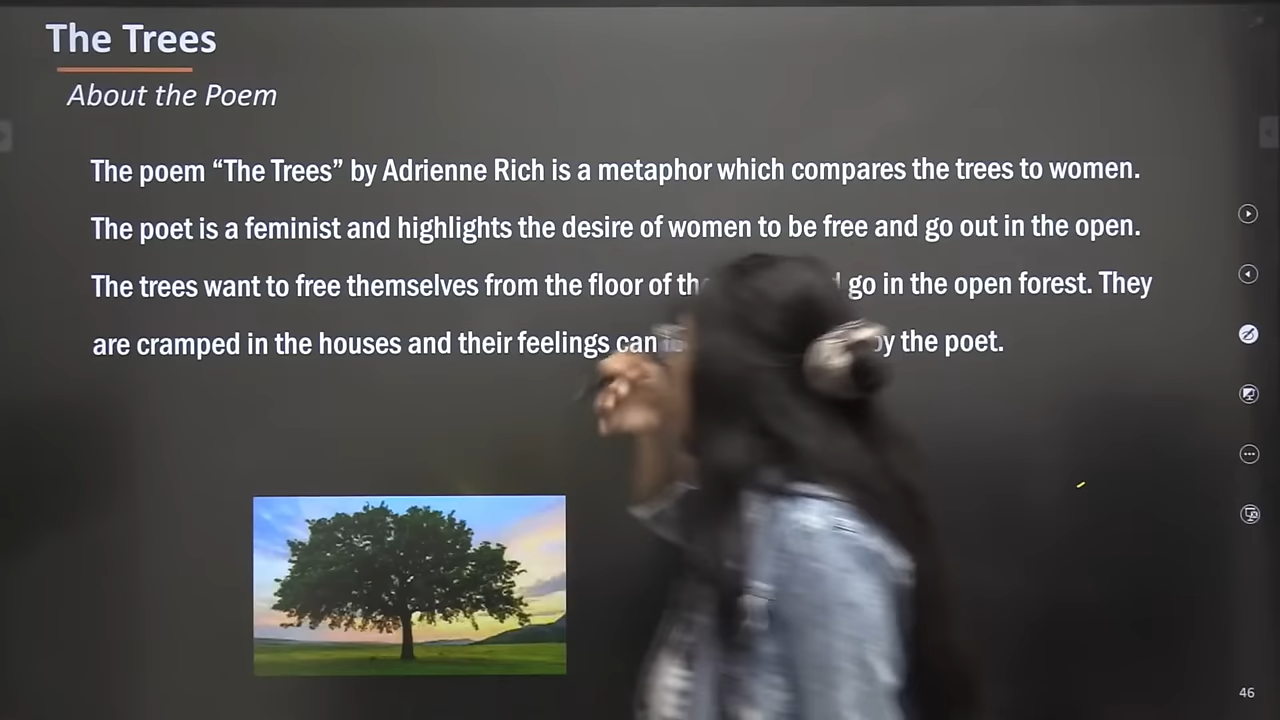 The Trees
About the Poem
The poem “The Trees” by Adrienne Rich is a metaphor which compares the trees to women.
The poet is a feminist and highlights the desire of women to be free and go out in the open.
The trees want to free themselves from the floor of go in the open forest. They
are cramped in the houses and their feelings can by the poet.
46